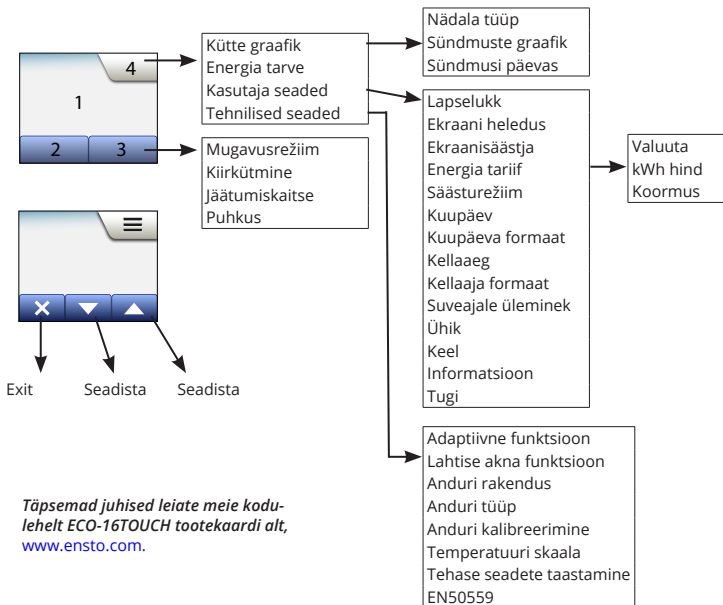 4
1
2
3
Kütte graafik
Energia tarve
Kasutaja seaded
Tehnilised seaded
Nädala tüüp
Sündmuste graafik
Sündmusi päevas
Mugavusrežiim
Kiirkütmine
Jäätumiskaitse
Puhkus
Lapselukk
Ekraani heledus
Ekraanisäästja
Energia tariif
Säästurežiim
Kuupäev
Kuupäeva formaat
Kellaaeg
Kellaaja formaat
Suveajale üleminek
Ühik
Keel
Informatsioon
Tugi
Valuuta
kWh hind
Koormus
Exit
Seadista
Seadista
Adaptiivne funktsioon
Lahtise akna funktsioon
Anduri rakendus
Anduri tüüp
Anduri kalibreerimine
Temperatuuri skaala
Tehase seadete taastamine
EN50559
Täpsemad juhised leiate meie kodu-
lehelt ECO-16TOUCH tootekaardi alt,
www.ensto.com.